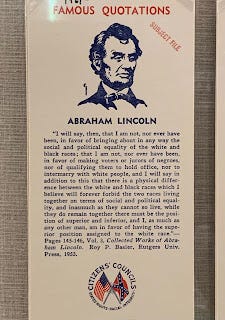 FAMOUS QUOTATIONS
SUBJECT FILE
ABRAHAM LINCOLN
"I will say, then, that I am not, nor ever have
been, in favor of bringing about in any way the
social and political equality of the white and
black races; that I am not, nor ever have been,
in favor of making voters or jurors of negroes,
nor of qualifying them to hold office, nor to
intermarry with white people, and I will say in
addition to this that there is a physical differ-
ence between the white and black races which I
believe will forever forbid the two races living
together on terms of social and political equal-
ity, and inasmuch as they cannot so live, while
they do remain together there must be the posi-
tion of superior and inferior, and I, as much as
any other man, am in favor of having the supe-
rior position assigned to the white race."—
Pages 145-146, Vol. 3, Collected Works of Abra-
ham Lincoln. Roy P. Basler, Rutgers Univ.
Press, 1953.
CITIZENS' COUNCILS